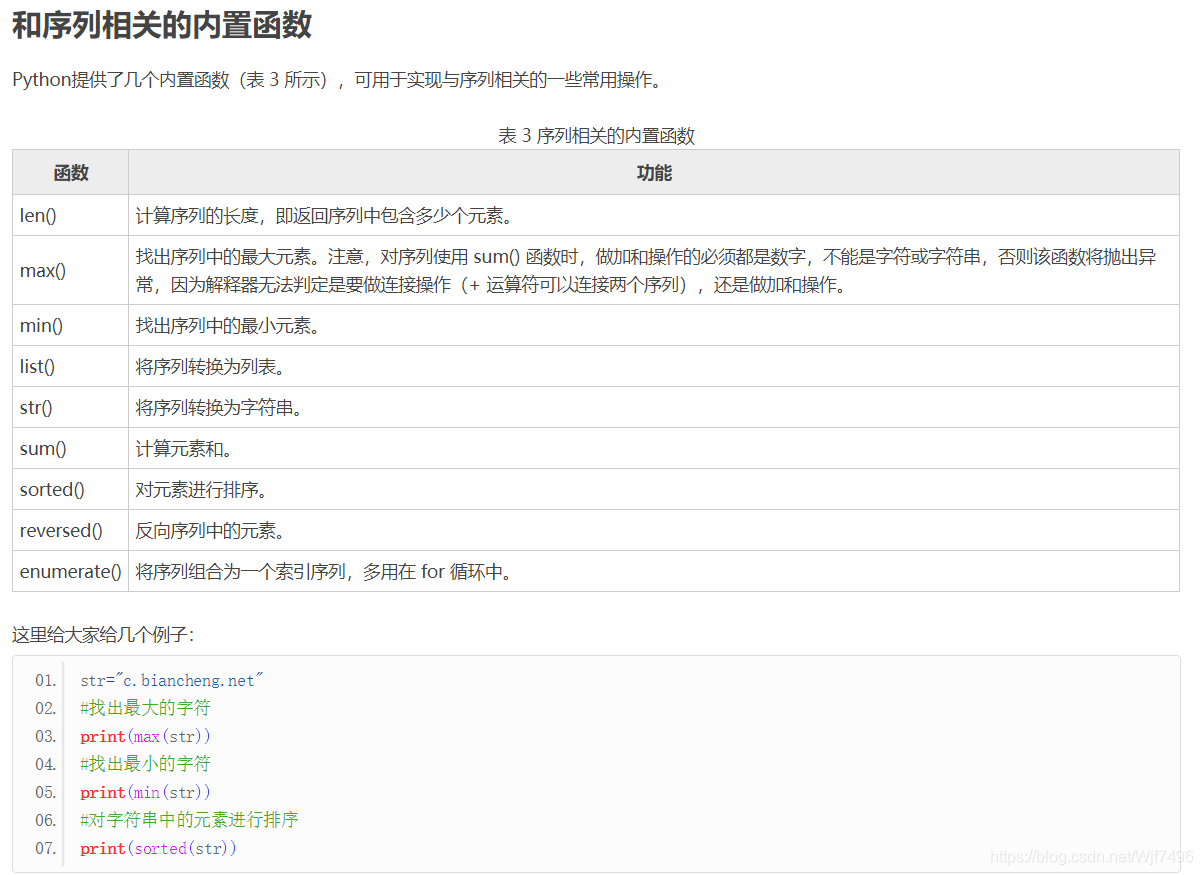 和序列相关的内置函数
Python提供了几个内置函数（表 3 所示），可用于实现与序列相关的一些常用操作。
表 3 序列相关的内置函数
函数 功能
len() 计算序列的长度，即返回序列中包含多少个元素。
max() 找出序列中的最大元素。注意，对序列使用 sum() 函数时，做加和操作的必须都是数字，不能是字符或字符串，否则该函数将抛出异
常，因为解释器无法判定是要做连接操作（+ 运算符可以连接两个序列），还是做加和操作。
min() 找出序列中的最小元素。
list() 将序列转换为列表。
str() 将序列转换为字符串。
sum() 计算元素和。
sorted() 对元素进行排序。
reversed() 反向序列中的元素。
enumerate() 将序列组合为一个索引序列，多用在 for 循环中。
这里给大家给几个例子：
01. str="c.biancheng.net"
02. #找出最大的字符
03. print(max(str))
04. #找出最小的字符
05. print(min(str))
06. #对字符串中的元素进行排序
07. print(sorted(str))
https://blog.csdn.net/Wjf7496